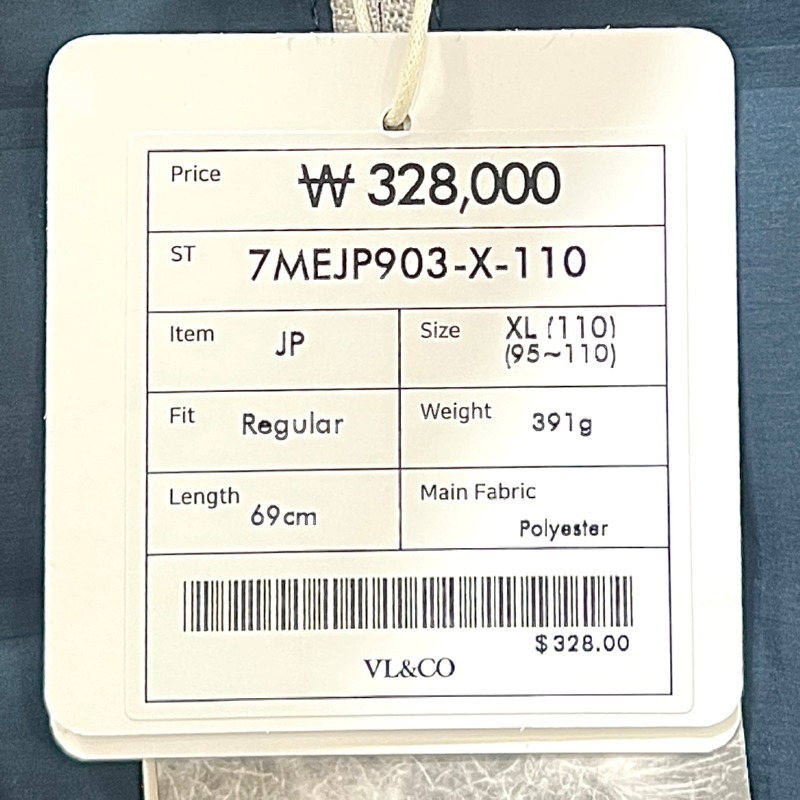 Price ₩ 328,000
ST 7MEJP903-X-110
Item JP Size XL (110)
(95~110)
Fit Regular Weight 391g
Length 69cm Main Fabric
Polyester
$328.00
VL&CO